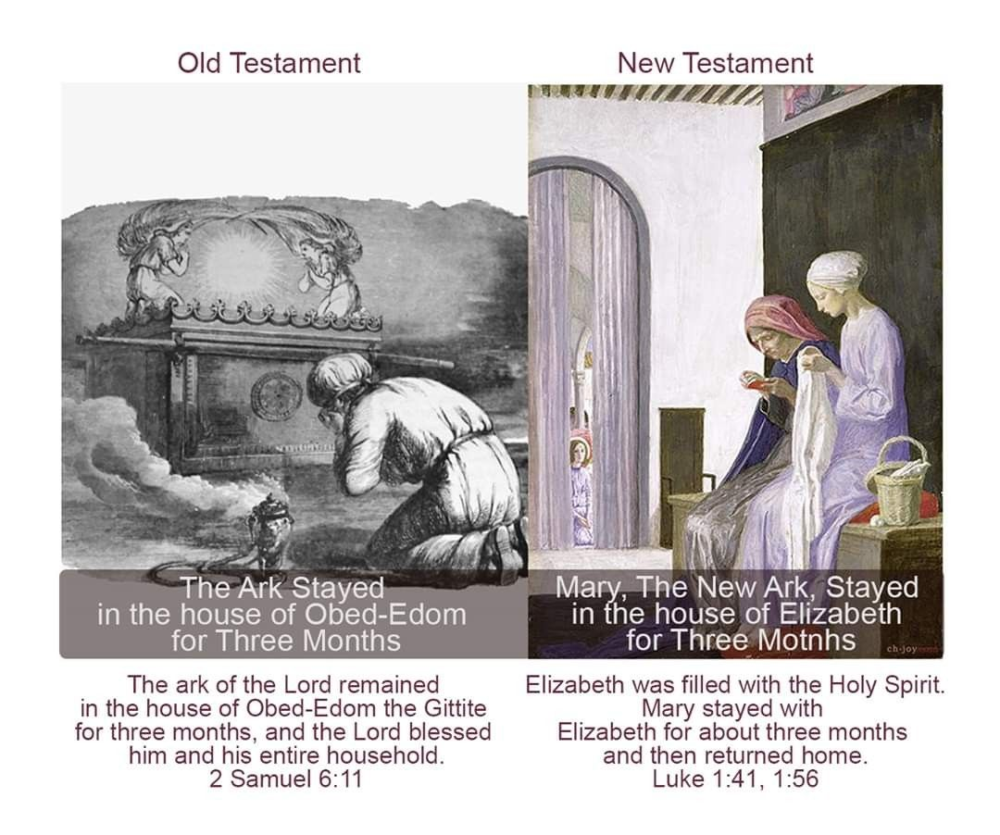 Old Testament
The Ark Stayed
in the house of Obed-Edom
for Three Months
The ark of the Lord remained
in the house of Obed-Edom the Gittite
for three months, and the Lord blessed
him and his entire household.
2 Samuel 6:11
New Testament
Mary, The New Ark, Stayed
in the house of Elizabeth
for Three Motnhs
ch-joy
Elizabeth was filled with the Holy Spirit.
Mary stayed with
Elizabeth for about three months
and then returned home.
Luke 1:41, 1:56